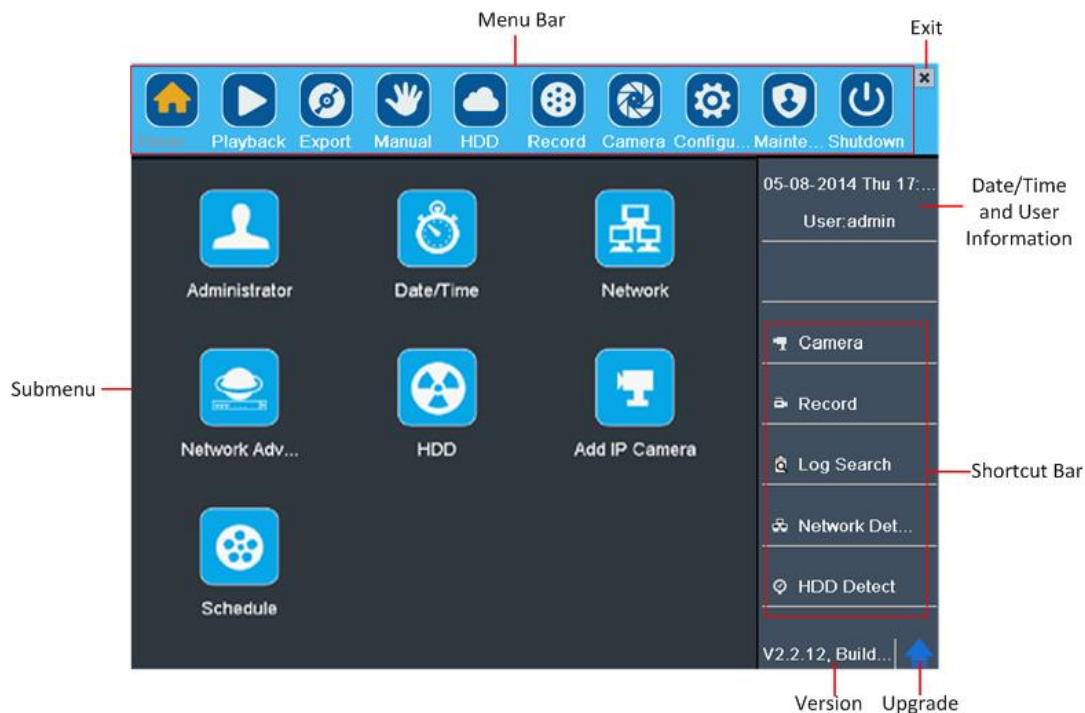 Menu Bar
Exit
Home Playback Export Manual HDD Record Camera Configu... Mainte... Shutdown
05-08-2014 Thu 17:...
User:admin
Date/Time
and User
Information
Administrator Date/Time Network
Camera
Record
Submenu
Network Adv... HDD Add IP Camera
Log Search
Shortcut Bar
Network Det...
HDD Detect
Schedule
V2.2.12, Build...
Version Upgrade